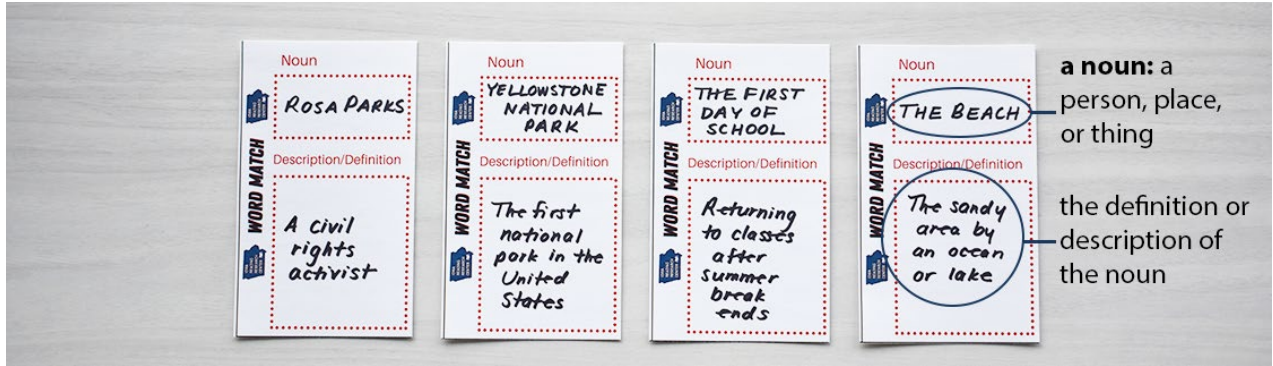 Noun
ROSA PARKS
WORD MATCH
Description/Definition
A civil
rights
activist
Noun
YELLOWSTONE
NATIONAL
PARK
WORD MATCH
Description/Definition
The first
national
park in the
United
States
Noun
THE FIRST
DAY OF
SCHOOL
WORD MATCH
Description/Definition
Returning
to classes
after
summer
break
ends
Noun
THE BEACH
WORD MATCH
Description/Definition
The sandy
area by
an ocean
or lake
a noun: a
person, place,
or thing
the definition or
description of
the noun